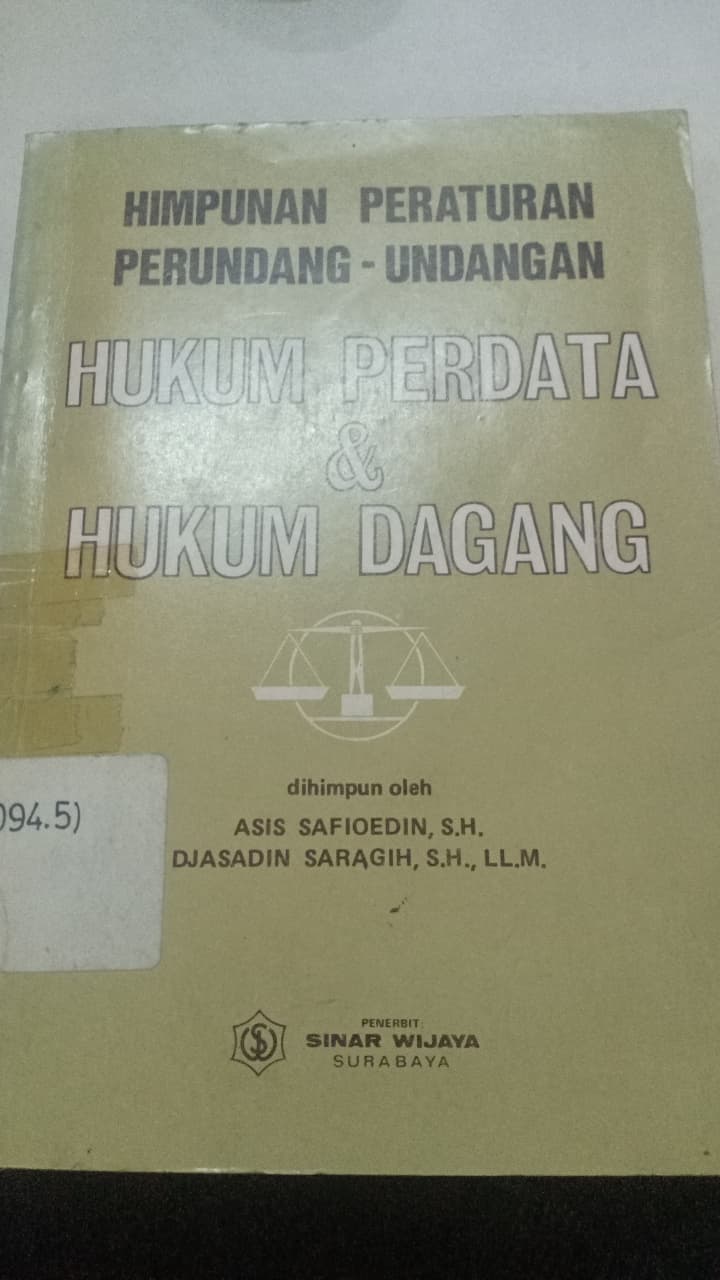 HIMPUNAN PERATURAN
PERUNDANG - UNDANGAN
HUKUM PERDATA
&
HUKUM DAGANG
dihimpun oleh
ASIS SAFIOEDIN, S.H.
DJASADIN SARAGIH, S.H., LL.M.
094.5)
PENERBIT:
SINAR WIJAYA
SURABAYA